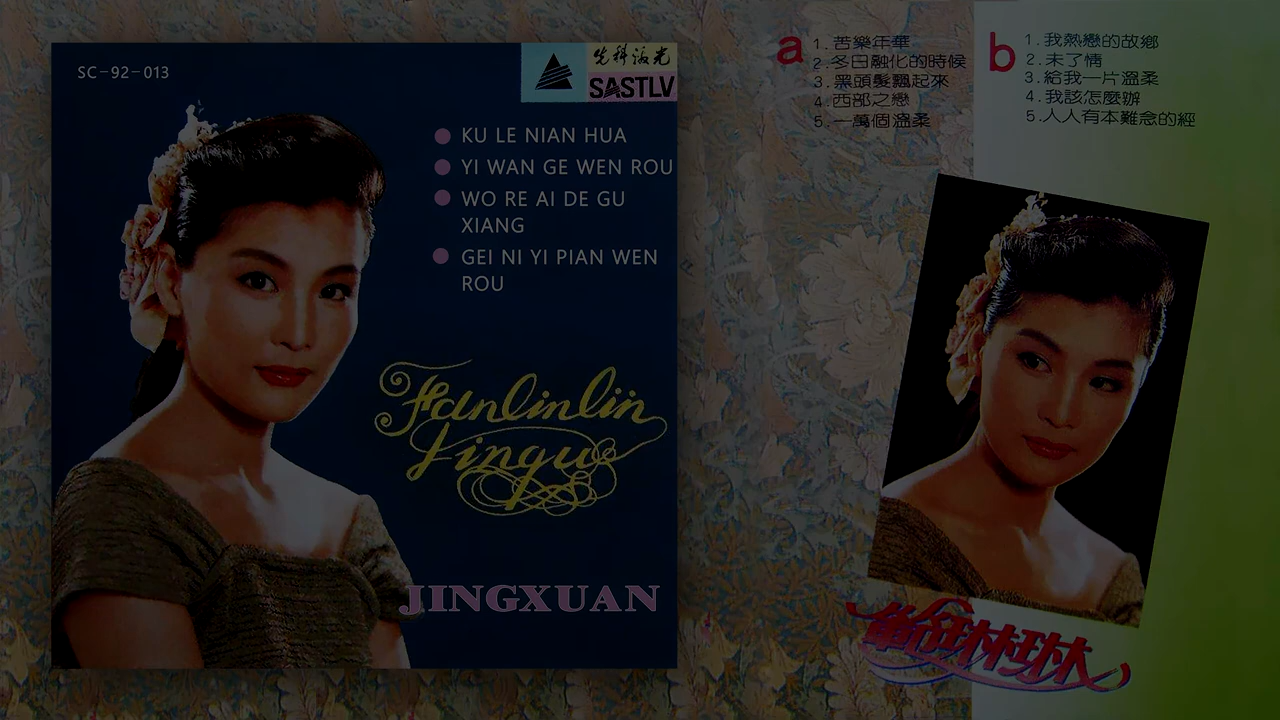 SC-92-013
先科激光
SASTLV
KU LE NIAN HUA
YI WAN GE WEN ROU
WO RE AI DE GU
XIANG
GEI NI YI PIAN WEN
ROU
Hanlinlin
Jingu
JINGXUAN
a
1.苦樂年華
2.冬日融化的時候
3.黑頭髮飄起來
4.西部之戀
5.一萬個溫柔
b
1.我熱戀的故鄉
2.未了情
3.給我一片溫柔
4.我該怎麼辦
5.人人有本難念的經